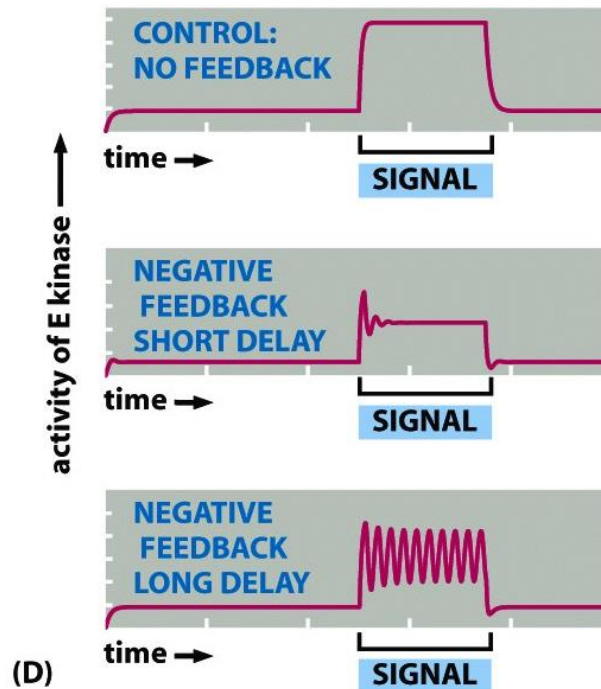 CONTROL:
NO FEEDBACK
time
SIGNAL
activity of E kinase
NEGATIVE
FEEDBACK
SHORT DELAY
time
SIGNAL
NEGATIVE
FEEDBACK
LONG DELAY
time
SIGNAL
(D)